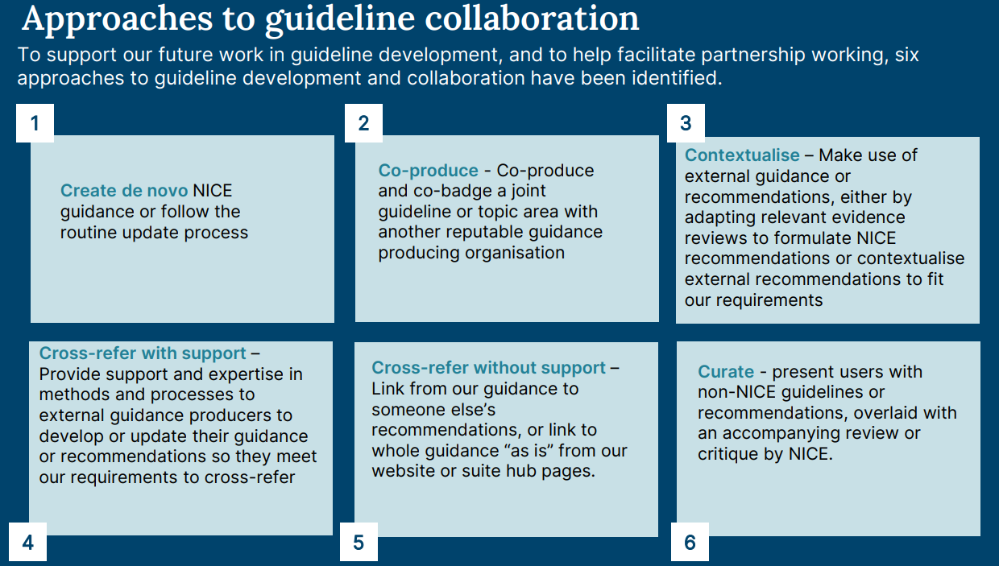 Approaches to guideline collaboration
To support our future work in guideline development, and to help facilitate partnership working, six
approaches to guideline development and collaboration have been identified.
1
Create de novo NICE
guidance or follow the
routine update process
2
Co-produce - Co-produce
and co-badge a joint
guideline or topic area with
another reputable guidance
producing organisation
3
Contextualise – Make use of
external guidance or
recommendations, either by
adapting relevant evidence
reviews to formulate NICE
recommendations or contextualise
external recommendations to fit
our requirements
Cross-refer with support –
Provide support and expertise in
methods and processes to
external guidance producers to
develop or update their guidance
or recommendations so they meet
our requirements to cross-refer
4
Cross-refer without support –
Link from our guidance to
someone else’s
recommendations, or link to
whole guidance “as is” from our
website or suite hub pages.
5
Curate - present users with
non-NICE guidelines or
recommendations, overlaid with
an accompanying review or
critique by NICE.
6